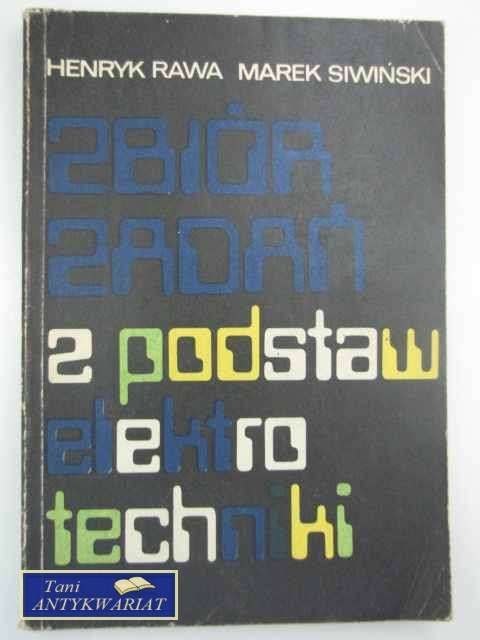 HENRYK RAWA MAREK SIWIŃSKI
ZBIÓR
ZADAŃ
z podstaw
elektro
techniki
Tani
ANTYKWARIAT